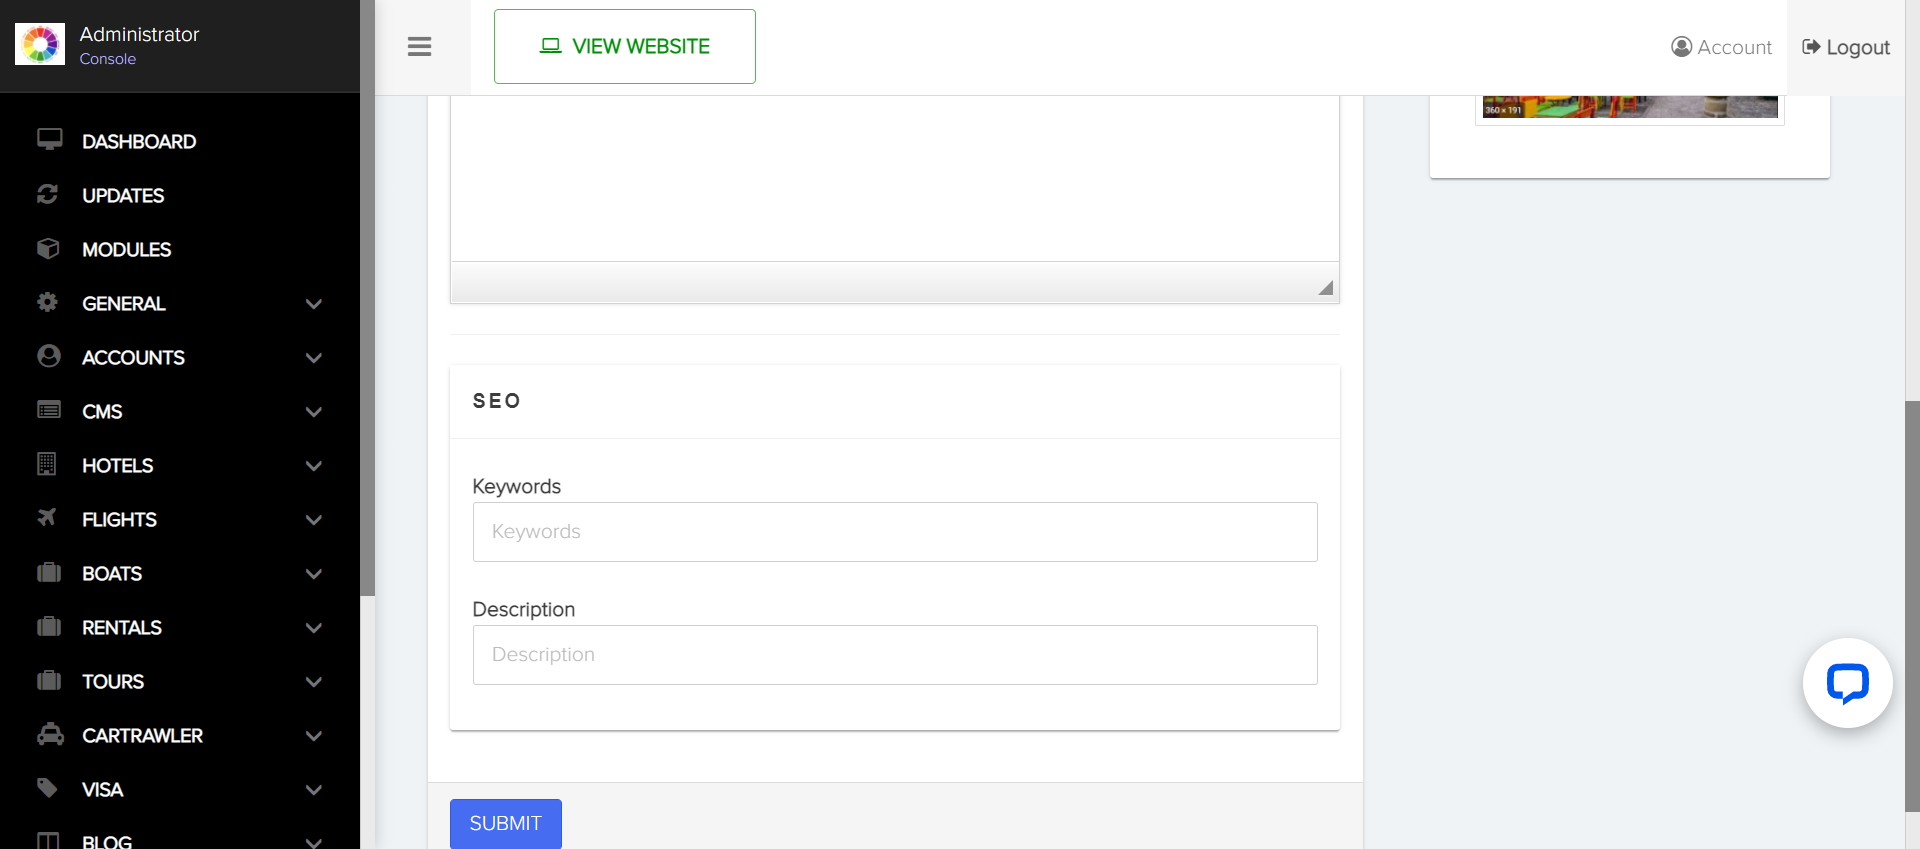 Administrator
Console
VIEW WEBSITE
Account
Logout
DASHBOARD
UPDATES
MODULES
GENERAL
ACCOUNTS
CMS
HOTELS
FLIGHTS
BOATS
RENTALS
TOURS
CARTRAWLER
VISA
BLOG
360 × 191
SEO
Keywords
Keywords
Description
Description
SUBMIT